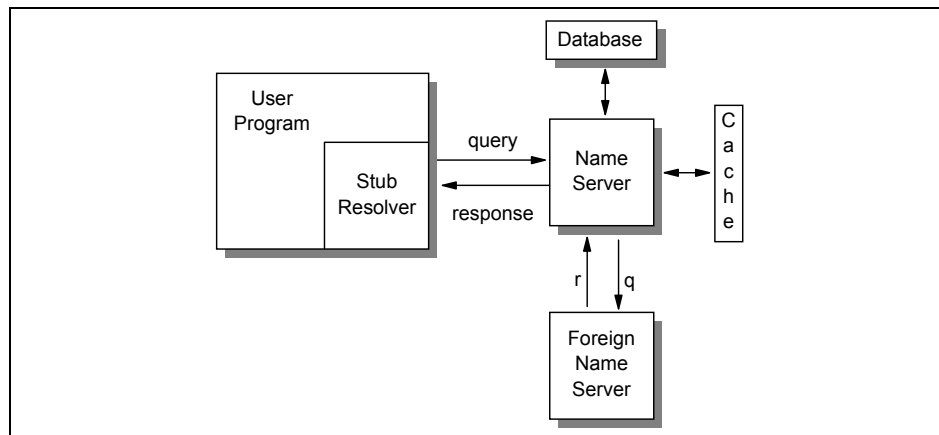 Database
User
Program
query
Name
Server
C
a
c
h
e
Stub
Resolver
response
r
q
Foreign
Name
Server